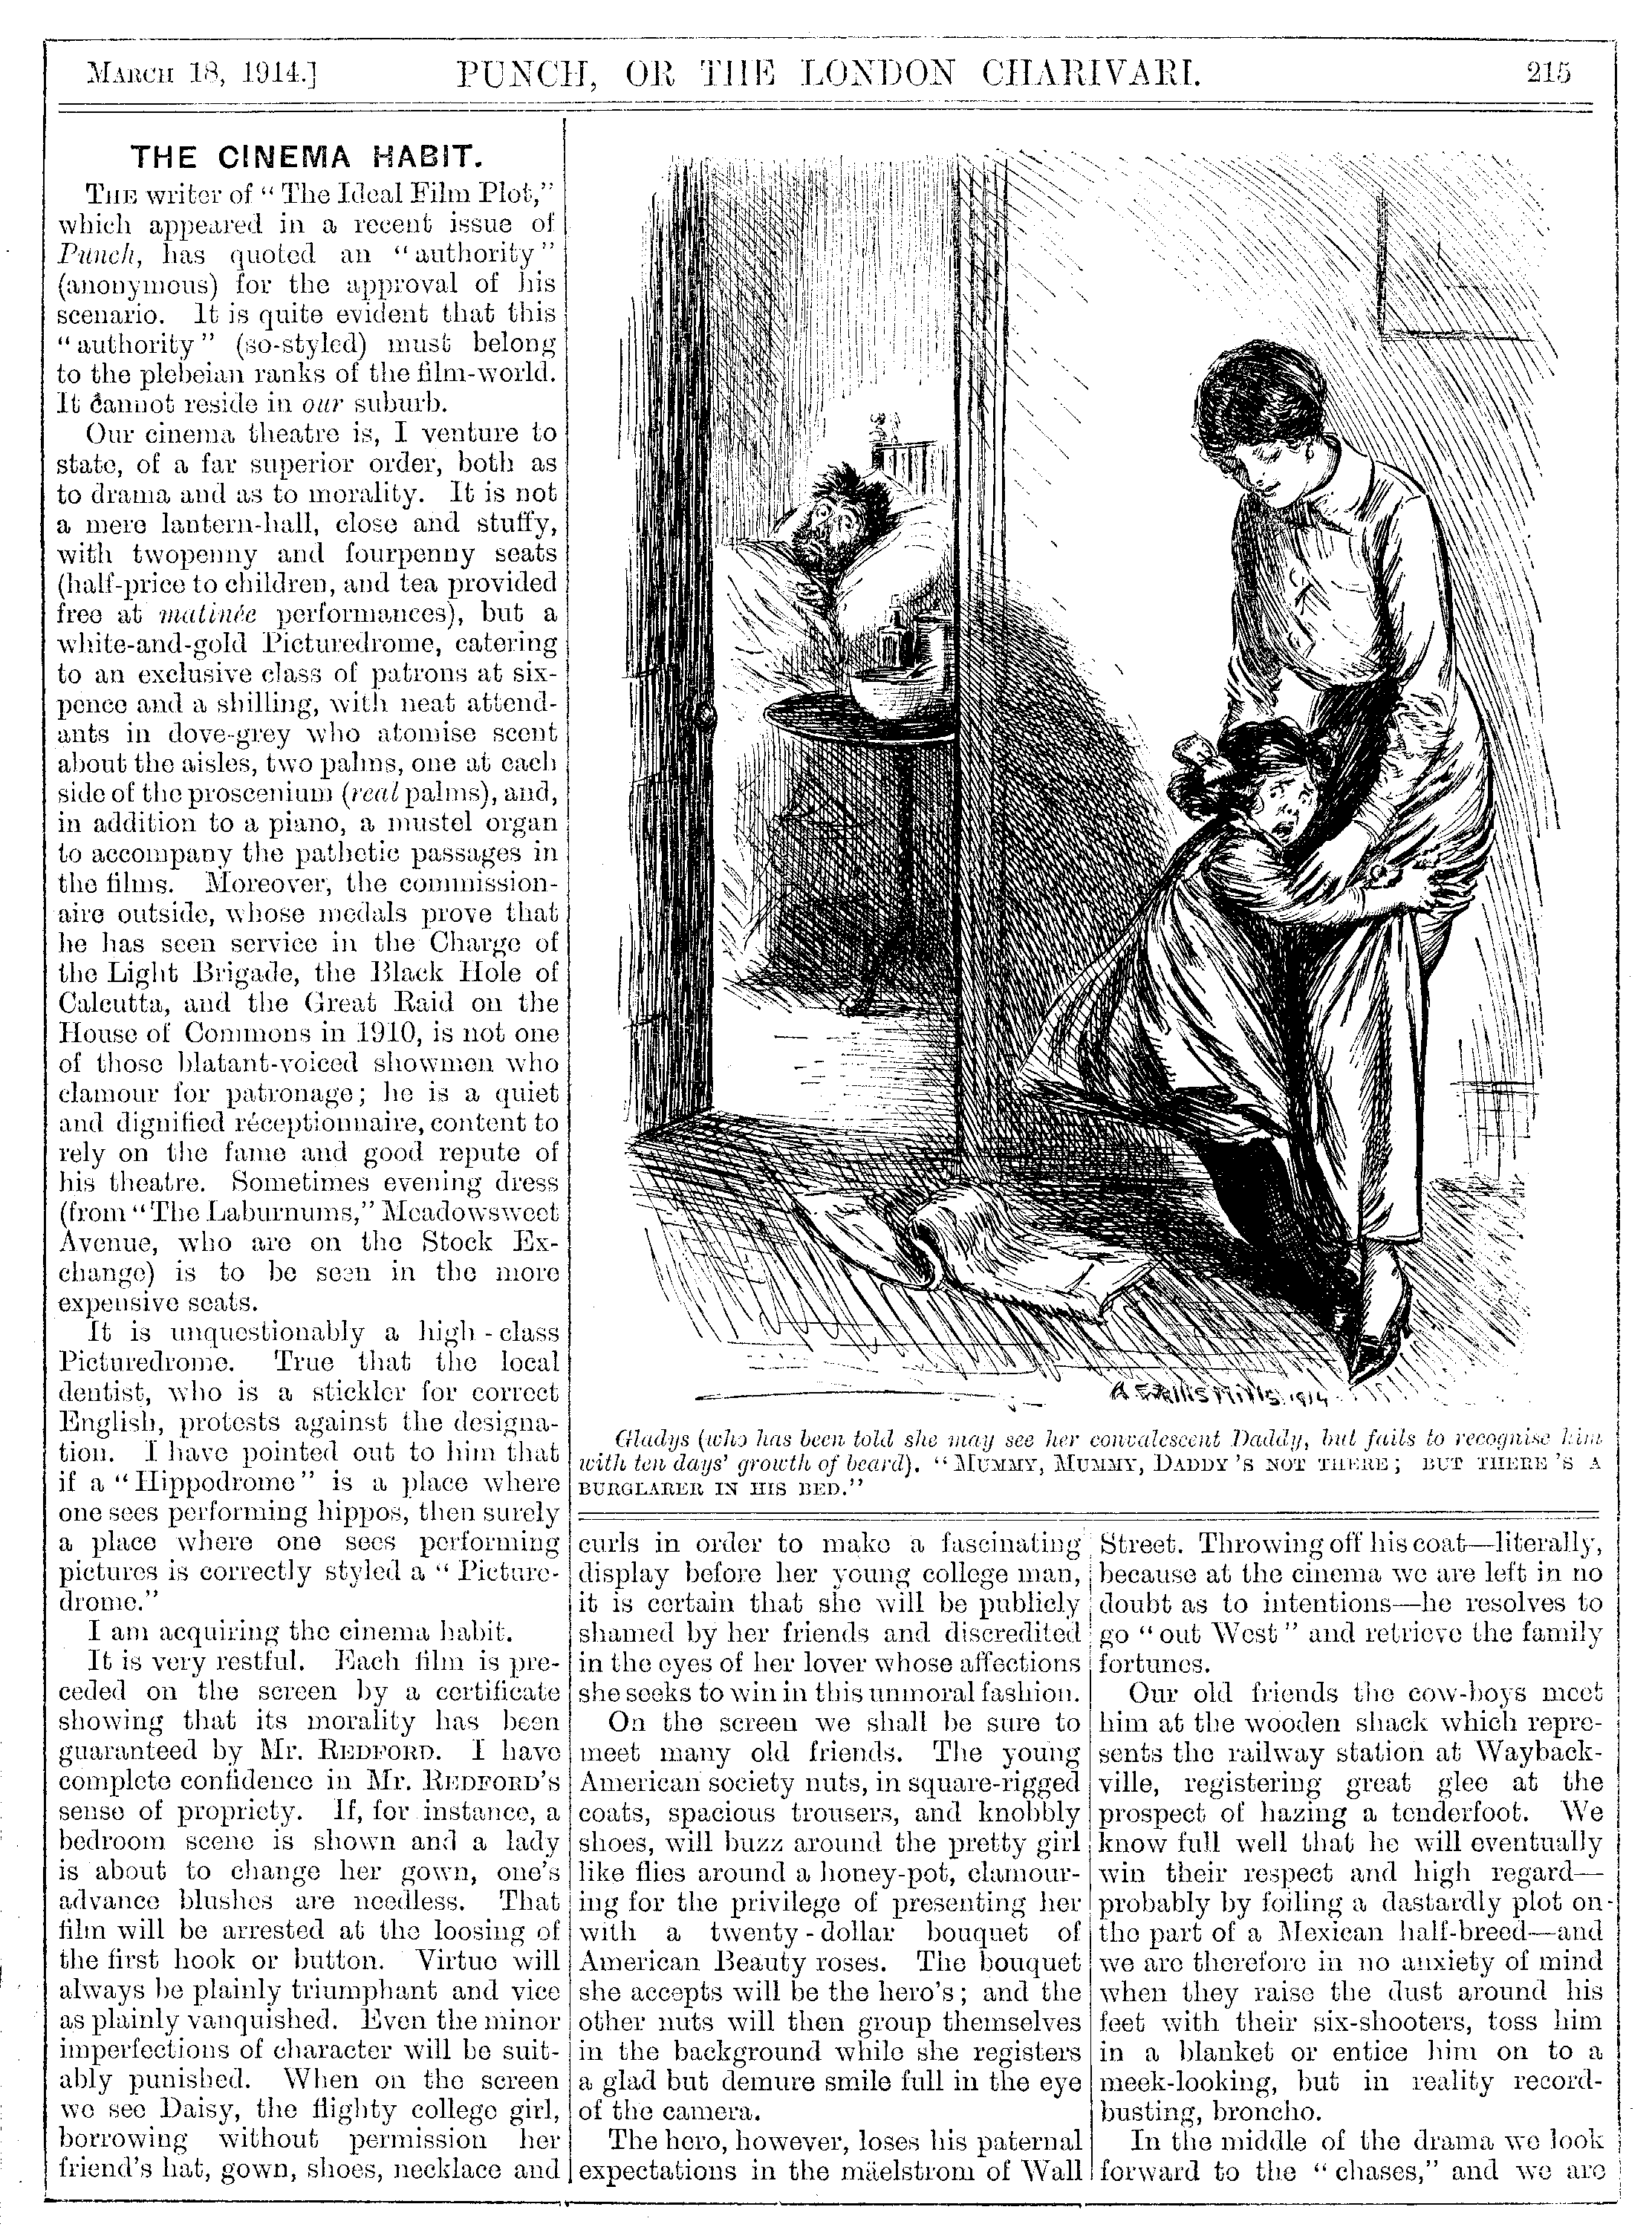 MARCH 18, 1914.] PUNCH, OR THE LONDON CHARIVARI. 215
THE CINEMA HABIT.
THE writer of "The Ideal Film Plot,"
which appeared in a recent issue of
Punch, has quoted an "authority"
(anonymous) for the approval of his
scenario. It is quite evident that this
"authority" (so-styled) must belong
to the plebeian ranks of the film-world.
It cannot reside in our suburb.
Our cinema theatre is, I venture to
state, of a far superior order, both as
to drama and as to morality. It is not
a mere lantern-hall, close and stuffy,
with twopenny and fourpenny seats
(half-price to children, and tea provided
free at matinée performances), but a
white-and-gold Picturedrome, catering
to an exclusive class of patrons at six-
pence and a shilling, with neat attend-
ants in dove-grey who atomise scent
about the aisles, two palms, one at each
side of the proscenium (real palms), and,
in addition to a piano, a mustel organ
to accompany the pathetic passages in
the films. Moreover, the commission-
aire outside, whose medals prove that
he has seen service in the Charge of
the Light Brigade, the Black Hole of
Calcutta, and the Great Raid on the
House of Commons in 1910, is not one
of those blatant-voiced showmen who
clamour for patronage; he is a quiet
and dignified réceptionnaire, content to
rely on the fame and good repute of
his theatre. Sometimes evening dress
(from "The Laburnums," Meadowsweet
Avenue, who are on the Stock Ex-
change) is to be seen in the more
expensive seats.
It is unquestionably a high-class
Picturedrome. True that the local
dentist, who is a stickler for correct
English, protests against the designa-
tion. I have pointed out to him that
if a "Hippodrome" is a place where
one sees performing hippos, then surely
a place where one sees performing
pictures is correctly styled a "Picture-
drome."
I am acquiring the cinema habit.
It is very restful. Each film is pre-
ceded on the screen by a certificate
showing that its morality has been
guaranteed by Mr. REDFORD. I have
complete confidence in Mr. REDFORD'S
sense of propriety. If, for instance, a
bedroom scene is shown and a lady
is about to change her gown, one's
advance blushes are needless. That
film will be arrested at the loosing of
the first hook or button. Virtue will
always be plainly triumphant and vice
as plainly vanquished. Even the minor
imperfections of character will be suit-
ably punished. When on the screen
we see Daisy, the flighty college girl,
borrowing without permission her
friend's hat, gown, shoes, necklace and
A. E. WILLIS MILLS. 1914
Gladys (who has been told she may see her convalescent Daddy, but fails to recognise him
with ten days' growth of beard). "MUMMY, MUMMY, DADDY'S NOT THERE; BUT THERE'S A
BURGLARER IN HIS BED."
curls in order to make a fascinating
display before her young college man,
it is certain that she will be publicly
shamed by her friends and discredited
in the eyes of her lover whose affections
she seeks to win in this unmoral fashion.
On the screen we shall be sure to
meet many old friends. The young
American society nuts, in square-rigged
coats, spacious trousers, and knobbly
shoes, will buzz around the pretty girl
like flies around a honey-pot, clamour-
ing for the privilege of presenting her
with a twenty-dollar bouquet of
American Beauty roses. The bouquet
she accepts will be the hero's; and the
other nuts will then group themselves
in the background while she registers
a glad but demure smile full in the eye
of the camera.
The hero, however, loses his paternal
expectations in the mäelstrom of Wall
Street. Throwing off his coat—literally,
because at the cinema we are left in no
doubt as to intentions—he resolves to
go "out West" and retrieve the family
fortunes.
Our old friends the cow-boys meet
him at the wooden shack which repre-
sents the railway station at Wayback-
ville, registering great glee at the
prospect of hazing a tenderfoot. We
know full well that he will eventually
win their respect and high regard—
probably by foiling a dastardly plot on
the part of a Mexican half-breed—and
we are therefore in no anxiety of mind
when they raise the dust around his
feet with their six-shooters, toss him
in a blanket or entice him on to a
meek-looking, but in reality record-
busting, broncho.
In the middle of the drama we look
forward to the "chases," and we are